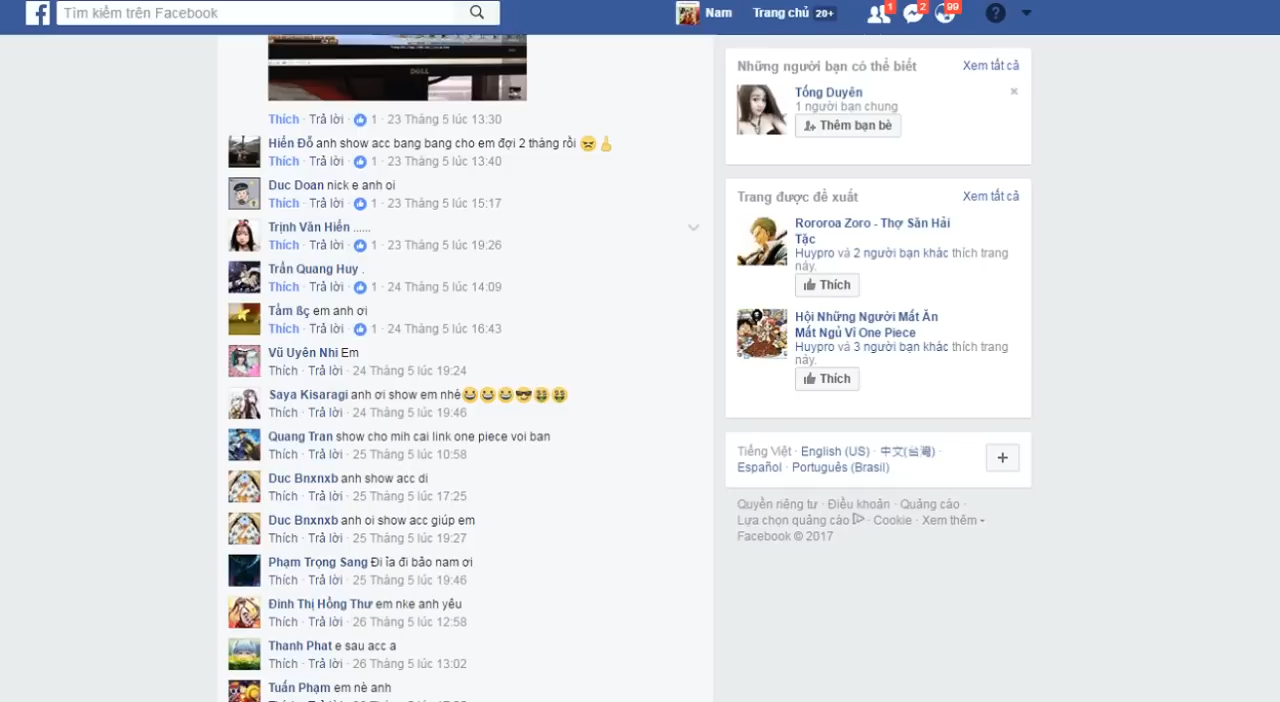 Tìm kiếm trên Facebook
Nam
Trang chủ 20+
1
2
99
DELL
Thích · Trả lời · 1 · 23 Tháng 5 lúc 13:30
Hiến Đỗ anh show acc bang bang cho em đợi 2 tháng rồi
Thích · Trả lời · 1 · 23 Tháng 5 lúc 13:40
Duc Doan nick e anh oi
Thích · Trả lời · 1 · 23 Tháng 5 lúc 15:17
Trịnh Văn Hiến ......
Thích · Trả lời · 1 · 23 Tháng 5 lúc 19:26
Trần Quang Huy .
Thích · Trả lời · 1 · 24 Tháng 5 lúc 14:09
Tấm ßç em anh ơi
Thích · Trả lời · 1 · 24 Tháng 5 lúc 16:43
Vũ Uyên Nhi Em
Thích · Trả lời · 24 Tháng 5 lúc 19:24
Saya Kisaragi anh ơi show em nhé
Thích · Trả lời · 24 Tháng 5 lúc 19:46
Quang Tran show cho mih cai link one piece voi ban
Thích · Trả lời · 25 Tháng 5 lúc 10:58
Duc Bnxnxb anh show acc di
Thích · Trả lời · 25 Tháng 5 lúc 17:25
Duc Bnxnxb anh oi show acc giúp em
Thích · Trả lời · 25 Tháng 5 lúc 19:27
Phạm Trọng Sang Đi ỉa đi bảo nam ơi
Thích · Trả lời · 25 Tháng 5 lúc 19:46
Đinh Thị Hồng Thư em nke anh yêu
Thích · Trả lời · 26 Tháng 5 lúc 12:58
Thanh Phat e sau acc a
Thích · Trả lời · 26 Tháng 5 lúc 13:02
Tuấn Phạm em nè anh
Những người bạn có thể biết
Xem tất cả
Tống Duyên
1 người bạn chung
Thêm bạn bè
Trang được đề xuất
Xem tất cả
Rororoa Zoro - Thợ Săn Hải
Tặc
Huypro và 2 người khác thích trang
này.
Thích
Hội Những Người Mất Ăn
Mất Ngủ Vì One Piece
Huypro và 3 người khác thích trang
này.
Thích
Tiếng Việt · English (US) · 中文(台灣) ·
Español · Português (Brasil)
Quyền riêng tư · Điều khoản · Quảng cáo ·
Lựa chọn quảng cáo · Cookie · Xem thêm
Facebook © 2017